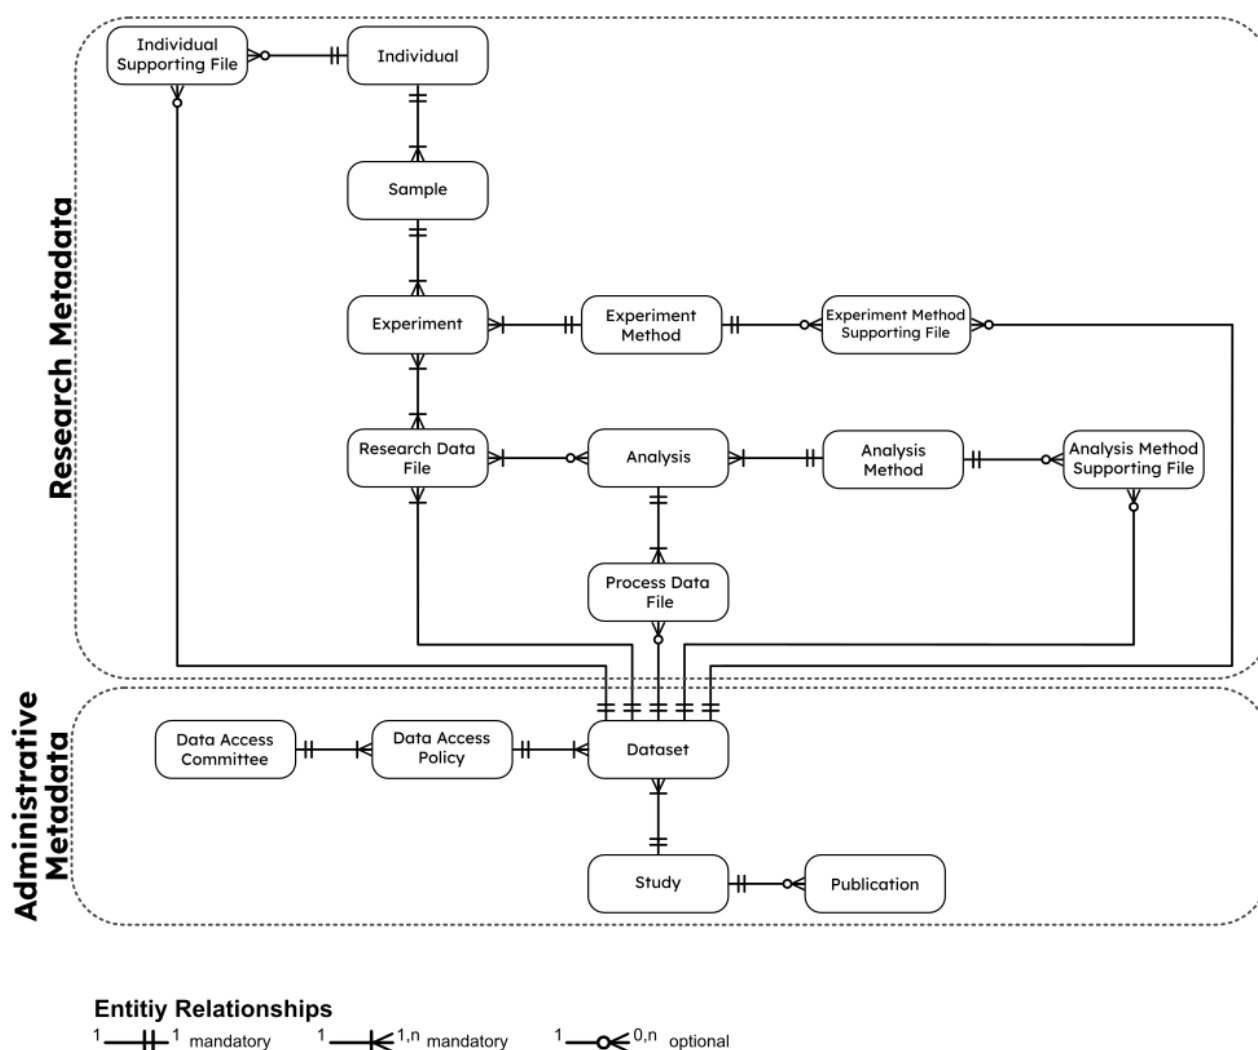 Research Metadata
Individual
Supporting File
Individual
Sample
Experiment
Experiment
Method
Experiment Method
Supporting File
Research Data
File
Analysis
Analysis
Method
Analysis Method
Supporting File
Process Data
File
Administrative
Metadata
Data Access
Committee
Data Access
Policy
Dataset
Study
Publication
Entitiy Relationships
1 1 mandatory
1 1,n mandatory
1 0,n optional